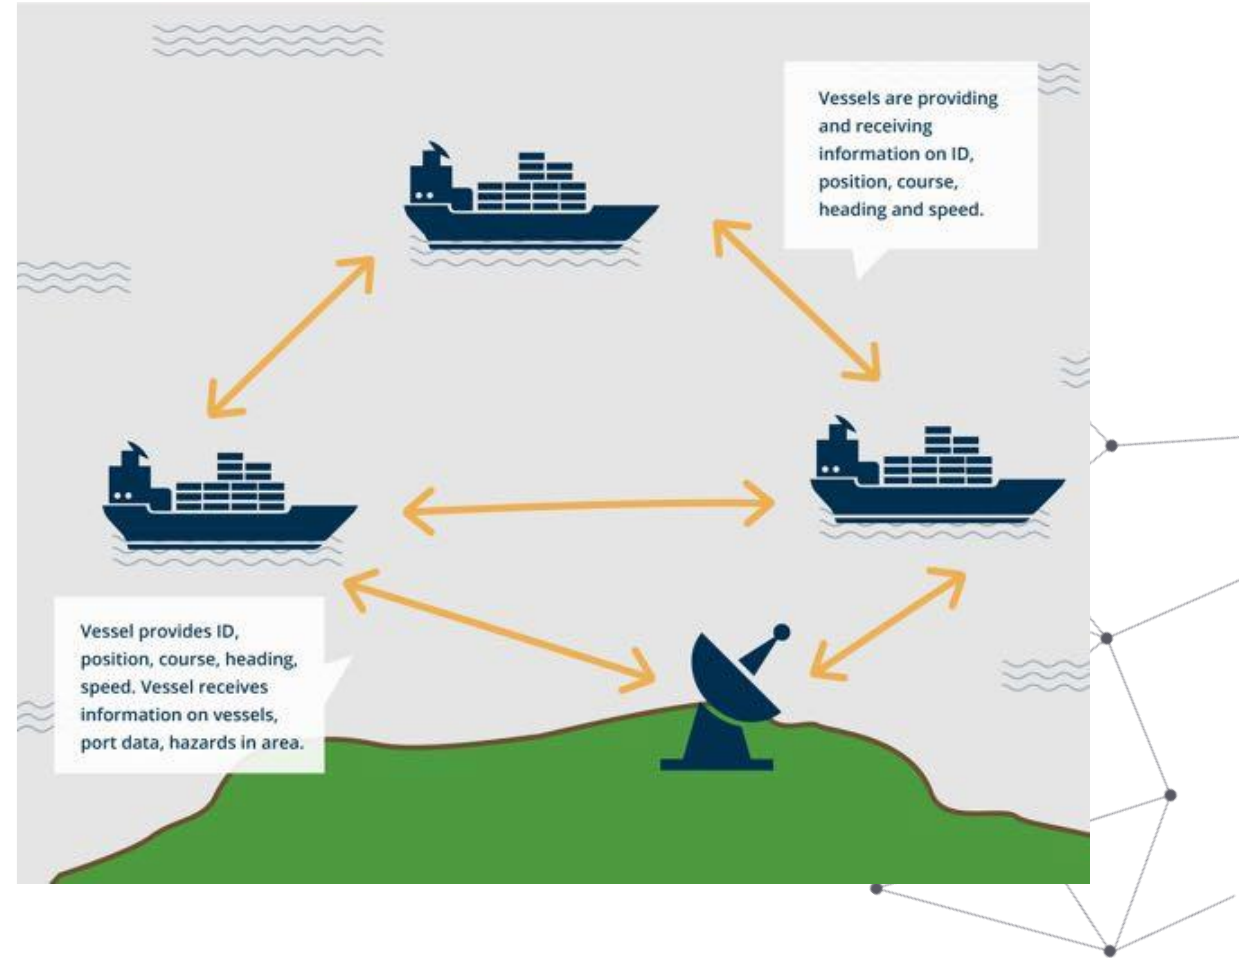 Vessels are providing
and receiving
information on ID,
position, course,
heading and speed.
Vessel provides ID,
position, course, heading,
speed. Vessel receives
information on vessels,
port data, hazards in area.